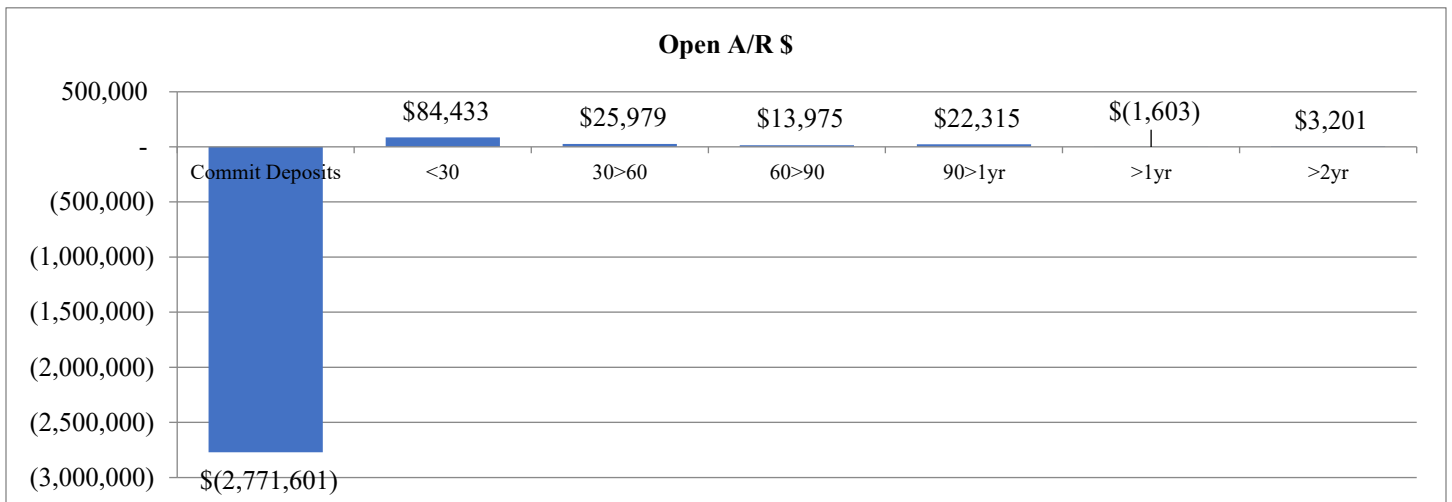 Open A/R $
500,000
$84,433 $25,979 $13,975 $22,315 $(1,603) $3,201
-
Commit Deposits <30 30>60 60>90 90>1yr >1yr >2yr
(500,000)
(1,000,000)
(1,500,000)
(2,000,000)
(2,500,000)
(3,000,000) $(2,771,601)